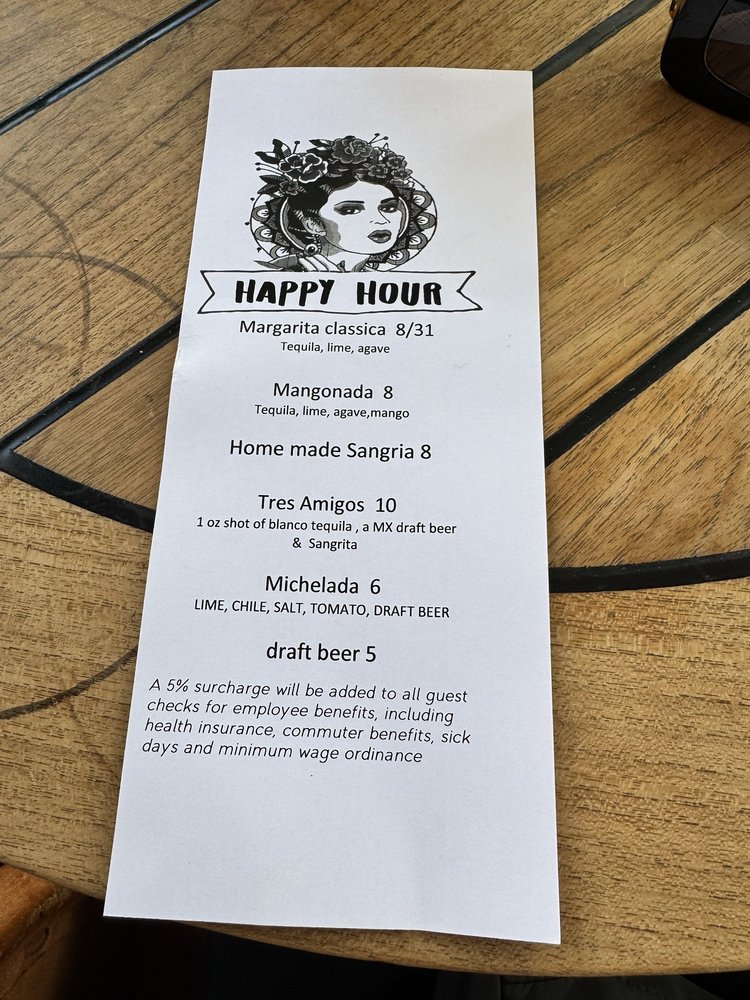 HAPPY HOUR
Margarita classica 8/31
Tequila, lime, agave
Mangonada 8
Tequila, lime, agave,mango
Home made Sangria 8
Tres Amigos 10
1 oz shot of blanco tequila , a MX draft beer
& Sangrita
Michelada 6
LIME, CHILE, SALT, TOMATO, DRAFT BEER
draft beer 5
A 5% surcharge will be added to all guest
checks for employee benefits, including
health insurance, commuter benefits, sick
days and minimum wage ordinance